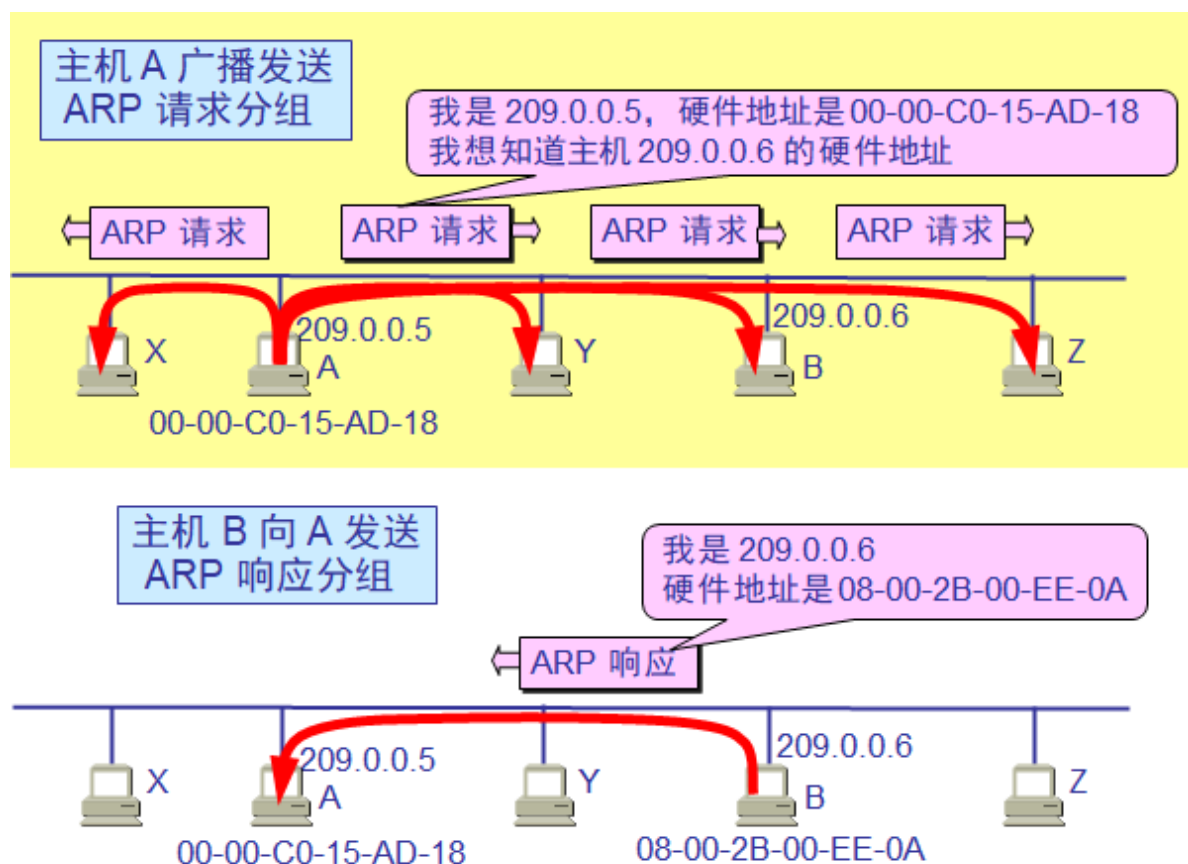 主机 A 广播发送
ARP 请求分组
我是 209.0.0.5，硬件地址是 00-00-C0-15-AD-18
我想知道主机 209.0.0.6 的硬件地址
ARP 请求
ARP 请求
ARP 请求
ARP 请求
209.0.0.5
209.0.0.6
X
A
Y
B
Z
00-00-C0-15-AD-18
主机 B 向 A 发送
ARP 响应分组
我是 209.0.0.6
硬件地址是 08-00-2B-00-EE-0A
ARP 响应
209.0.0.5
209.0.0.6
X
A
Y
B
Z
00-00-C0-15-AD-18
08-00-2B-00-EE-0A